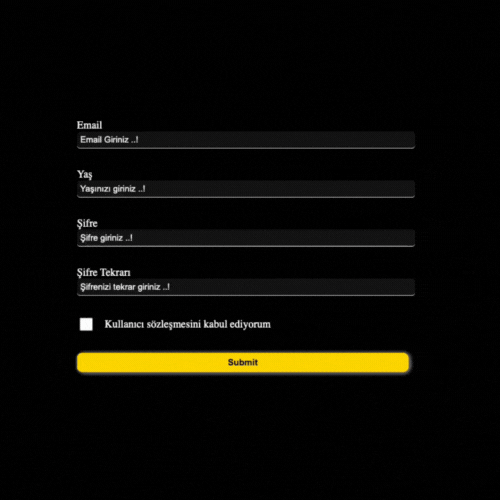 Email
Email Giriniz ..!
Yaş
Yaşınızı giriniz ..!
Şifre
Şifre giriniz ..!
Şifre Tekrarı
Şifrenizi tekrar giriniz ..!
Kullanıcı sözleşmesini kabul ediyorum
Submit